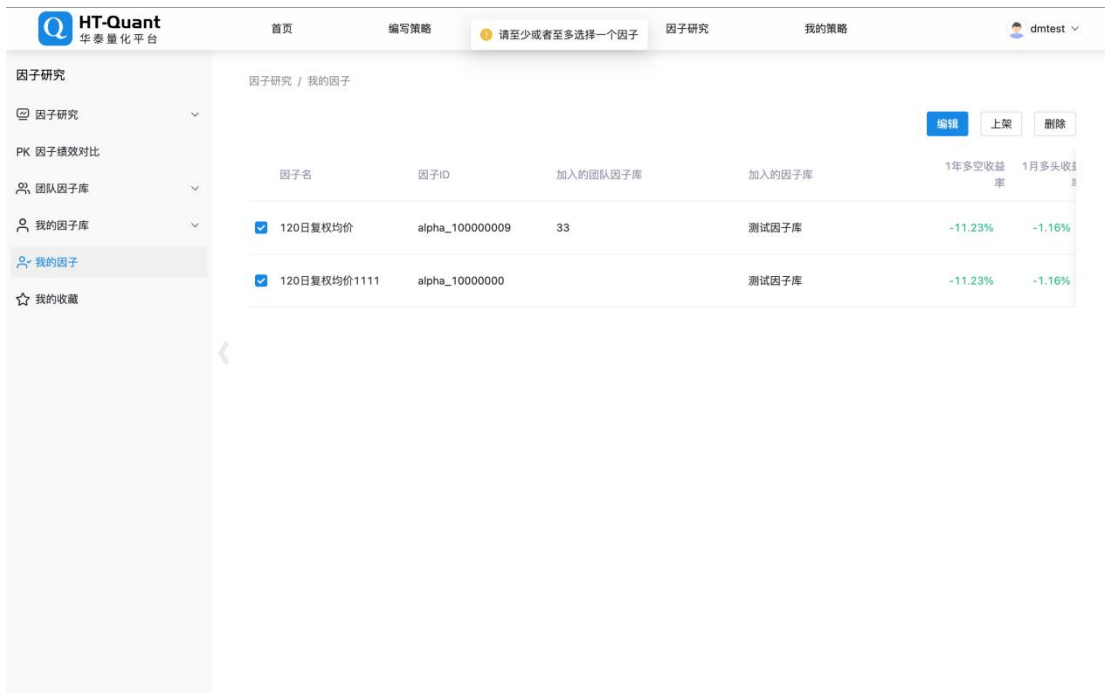 HT-Quant
华泰量化平台
首页
编写策略
请至少或者至多选择一个因子
因子研究
我的策略
dmtest
因子研究
因子研究
PK 因子绩效对比
团队因子库
我的因子库
我的因子
我的收藏
因子研究 / 我的因子
编辑 上架 删除
因子名 因子ID 加入的团队因子库 加入的因子库 1年多空收益率 1月多头收益
120日复权均价 alpha_100000009 33 测试因子库 -11.23% -1.16%
120日复权均价1111 alpha_10000000 测试因子库 -11.23% -1.16%